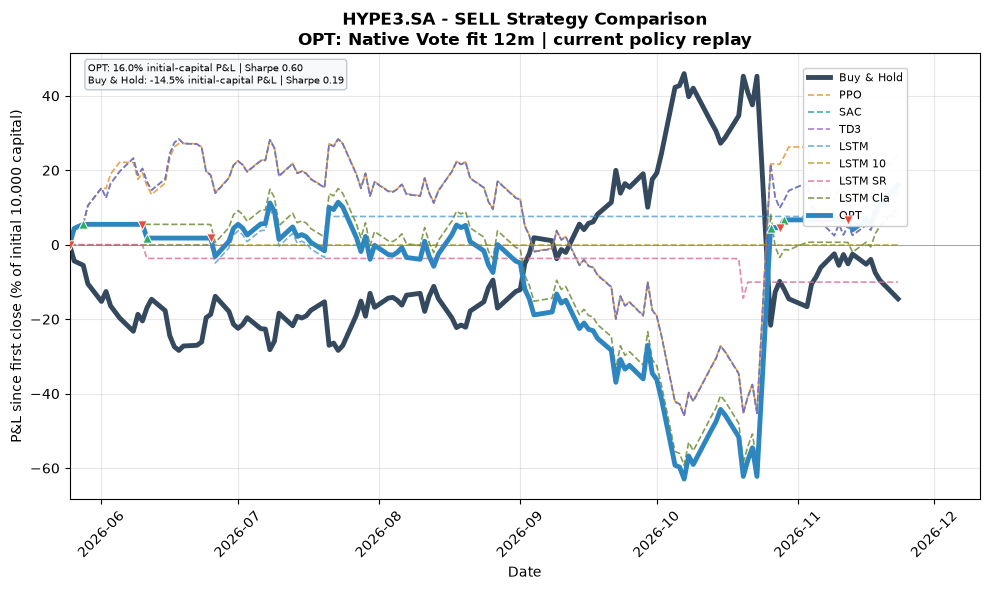 HYPE3.SA - SELL Strategy Comparison
OPT: Native Vote fit 12m | current policy replay
OPT: 16.0% initial-capital P&L | Sharpe 0.60
Buy & Hold: -14.5% initial-capital P&L | Sharpe 0.19
Buy & Hold
PPO
SAC
TD3
LSTM
LSTM 10
LSTM SR
LSTM Cla
OPT
P&L since first close (% of initial 10,000 capital)
40
20
0
−20
−40
−60
2026-06
2026-07
2026-08
2026-09
2026-10
2026-11
2026-12
Date